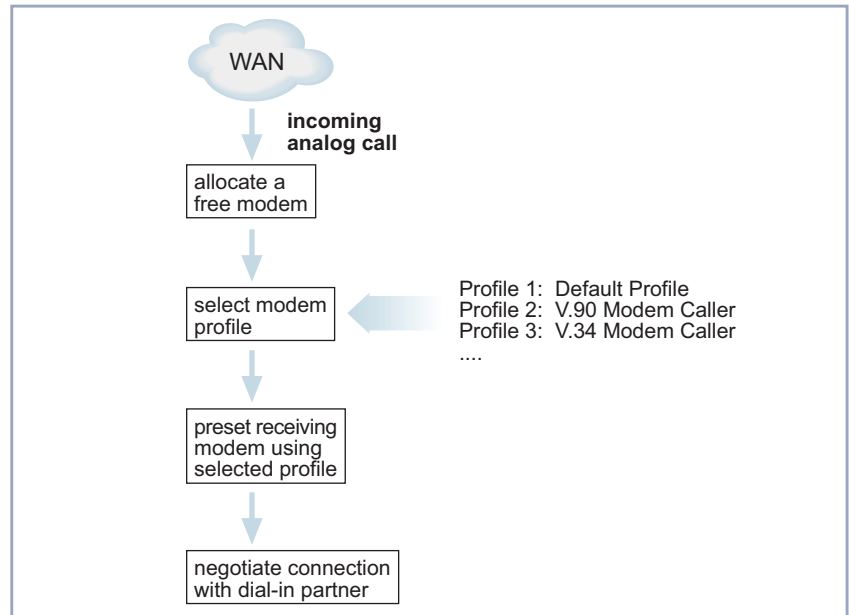 WAN
incoming
analog call
allocate a
free modem
select modem
profile
Profile 1: Default Profile
Profile 2: V.90 Modem Caller
Profile 3: V.34 Modem Caller
....
preset receiving
modem using
selected profile
negotiate connection
with dial-in partner